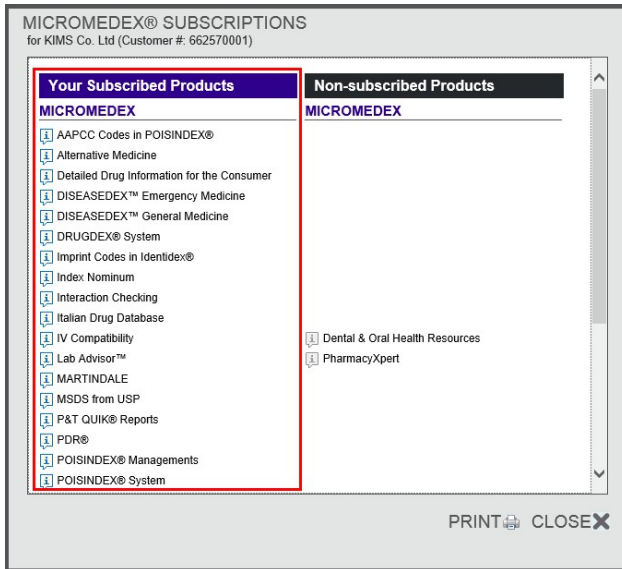 MICROMEDEX® SUBSCRIPTIONS
for KIMS Co. Ltd (Customer #: 662570001)
Your Subscribed Products
MICROMEDEX
AAPCC Codes in POISINDEX®
Alternative Medicine
Detailed Drug Information for the Consumer
DISEASEDEX™ Emergency Medicine
DISEASEDEX™ General Medicine
DRUGDEX® System
Imprint Codes in Identidex®
Index Nominum
Interaction Checking
Italian Drug Database
IV Compatibility
Lab Advisor™
MARTINDALE
MSDS from USP
P&T QUIK® Reports
PDR®
POISINDEX® Managements
POISINDEX® System
Non-subscribed Products
MICROMEDEX
Dental & Oral Health Resources
PharmacyXpert
PRINT CLOSE